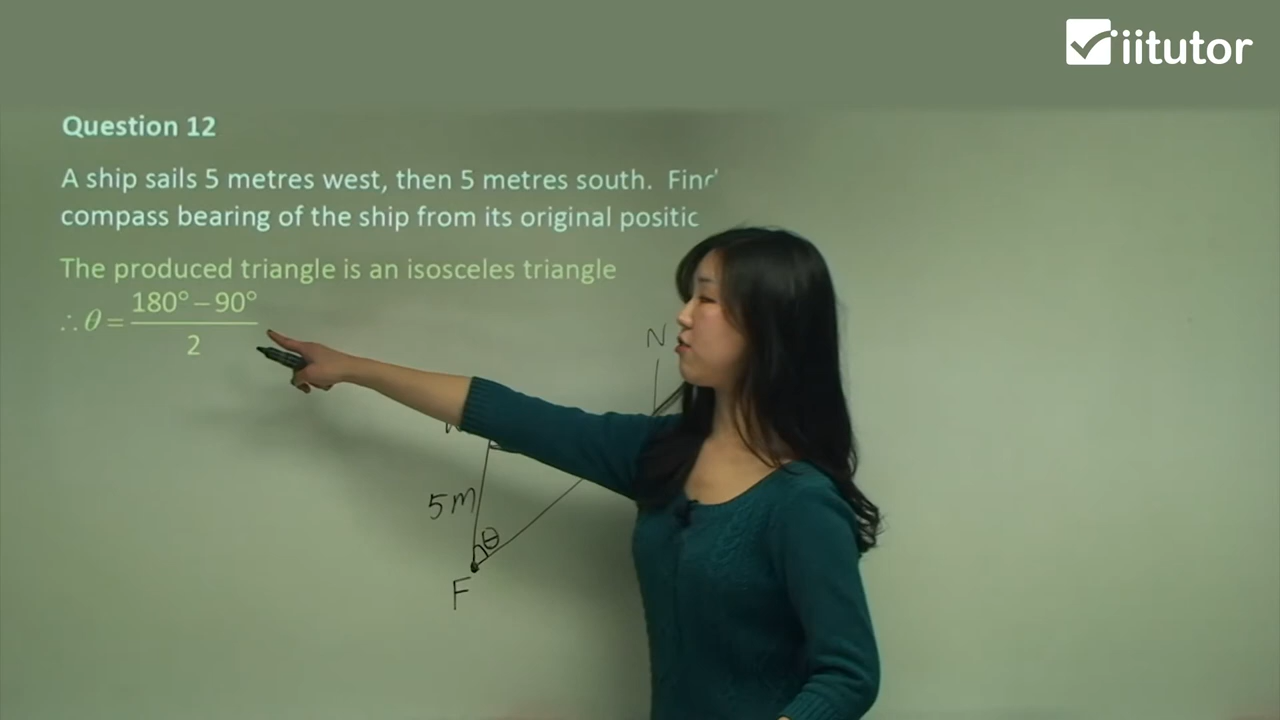 iitutor
Question 12
A ship sails 5 metres west, then 5 metres south. Find
compass bearing of the ship from its original positic
The produced triangle is an isosceles triangle
∴ θ = (180° − 90°) / 2
N
5m
θ
F